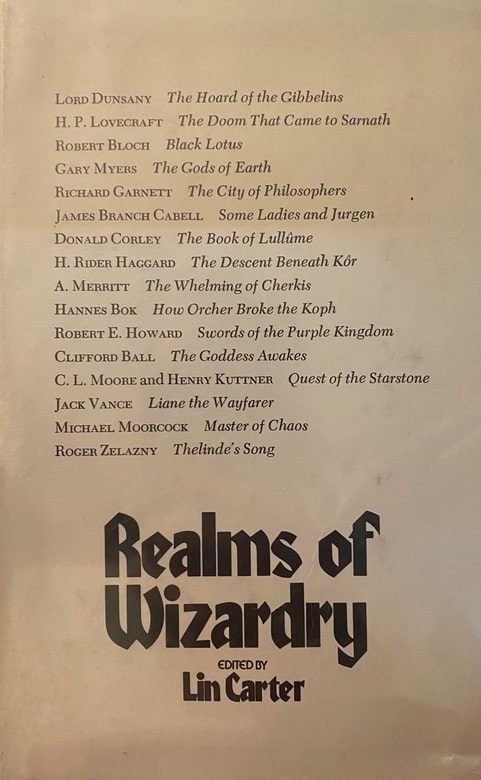 Lord Dunsany The Hoard of the Gibbelins
H. P. Lovecraft The Doom That Came to Sarnath
Robert Bloch Black Lotus
Gary Myers The Gods of Earth
Richard Garnett The City of Philosophers
James Branch Cabell Some Ladies and Jurgen
Donald Corley The Book of Lullûme
H. Rider Haggard The Descent Beneath Kôr
A. Merritt The Whelming of Cherkis
Hannes Bok How Orcher Broke the Koph
Robert E. Howard Swords of the Purple Kingdom
Clifford Ball The Goddess Awakes
C. L. Moore and Henry Kuttner Quest of the Starstone
Jack Vance Liane the Wayfarer
Michael Moorcock Master of Chaos
Roger Zelazny Thelinde's Song
Realms of
Wizardry
EDITED BY
Lin Carter